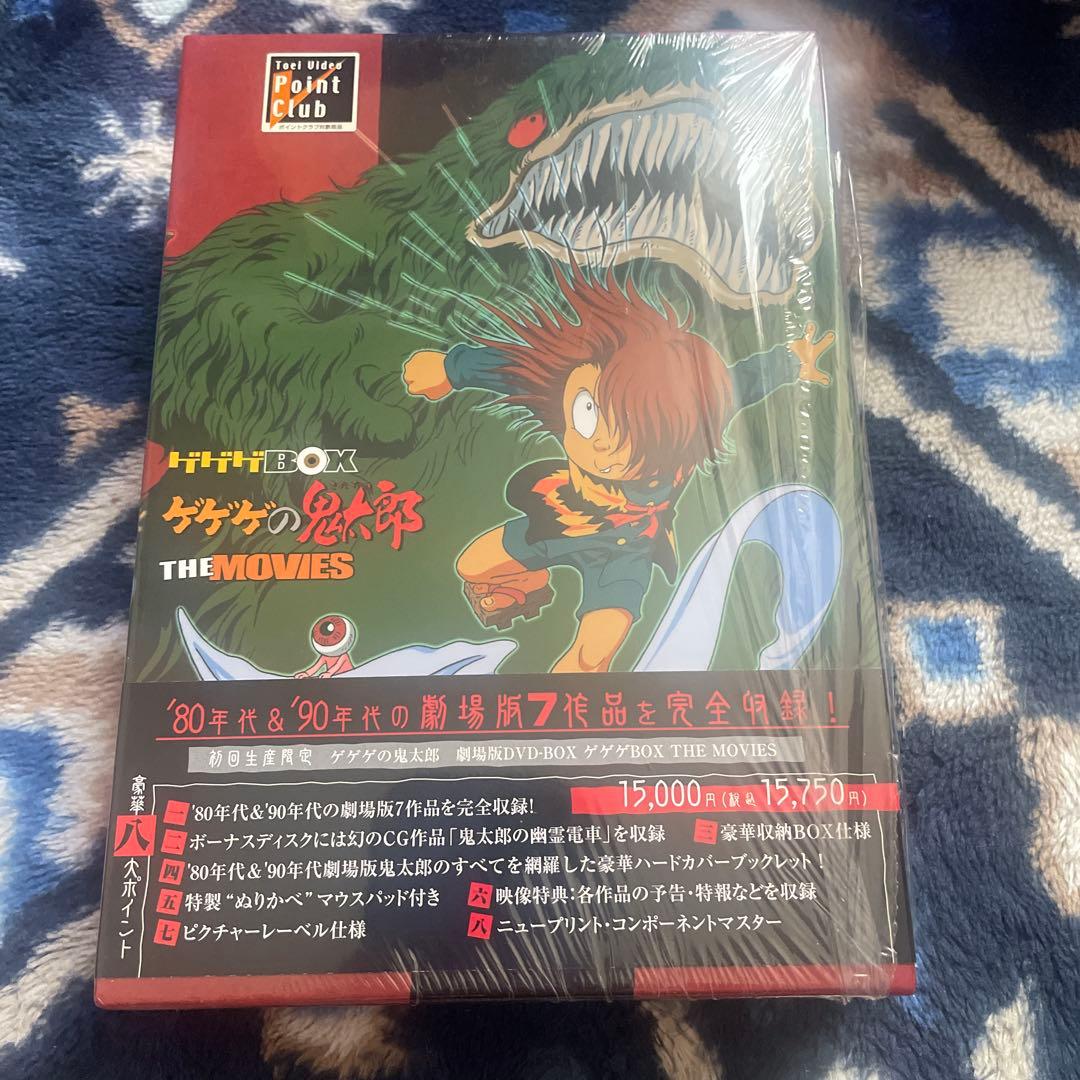 Toei Video
Point
Club
ポイントクラブ対象商品
ゲゲゲBOX
きたろう
ゲゲゲの鬼太郎
THE MOVIES
'80年代&'90年代の劇場版7作品を完全収録!
初回生産限定 ゲゲゲの鬼太郎 劇場版DVD-BOX ゲゲゲBOX THE MOVIES
15,000円(税込15,750円)
豪華八大ポイント
一 '80年代&'90年代の劇場版7作品を完全収録!
二 ボーナスディスクには幻のCG作品「鬼太郎の幽霊電車」を収録 三 豪華収納BOX仕様
四 '80年代&'90年代劇場版鬼太郎のすべてを網羅した豪華ハードカバーブックレット!
五 特製“ぬりかべ”マウスパッド付き 六 映像特典:各作品の予告・特報などを収録
七 ピクチャーレーベル仕様 八 ニュープリント・コンポーネントマスター